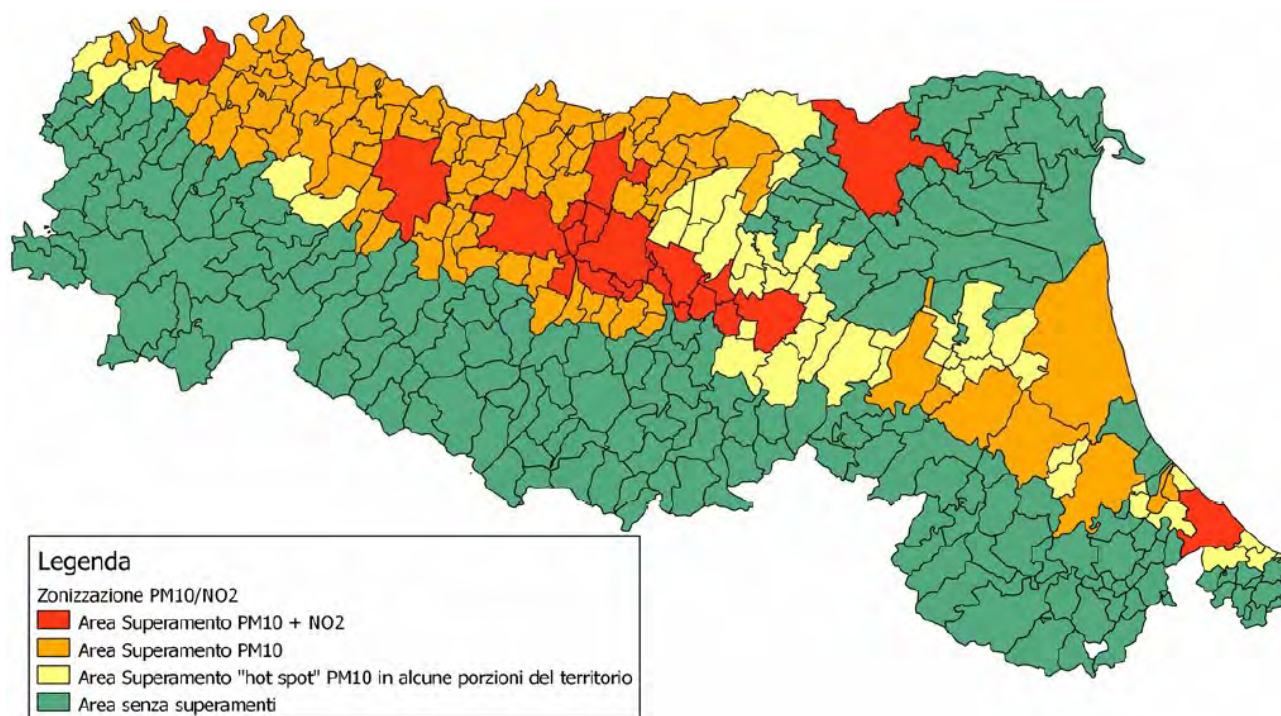 Legenda
Zonizzazione PM10/NO2
Area Superamento PM10 + NO2
Area Superamento PM10
Area Superamento "hot spot" PM10 in alcune porzioni del territorio
Area senza superamenti